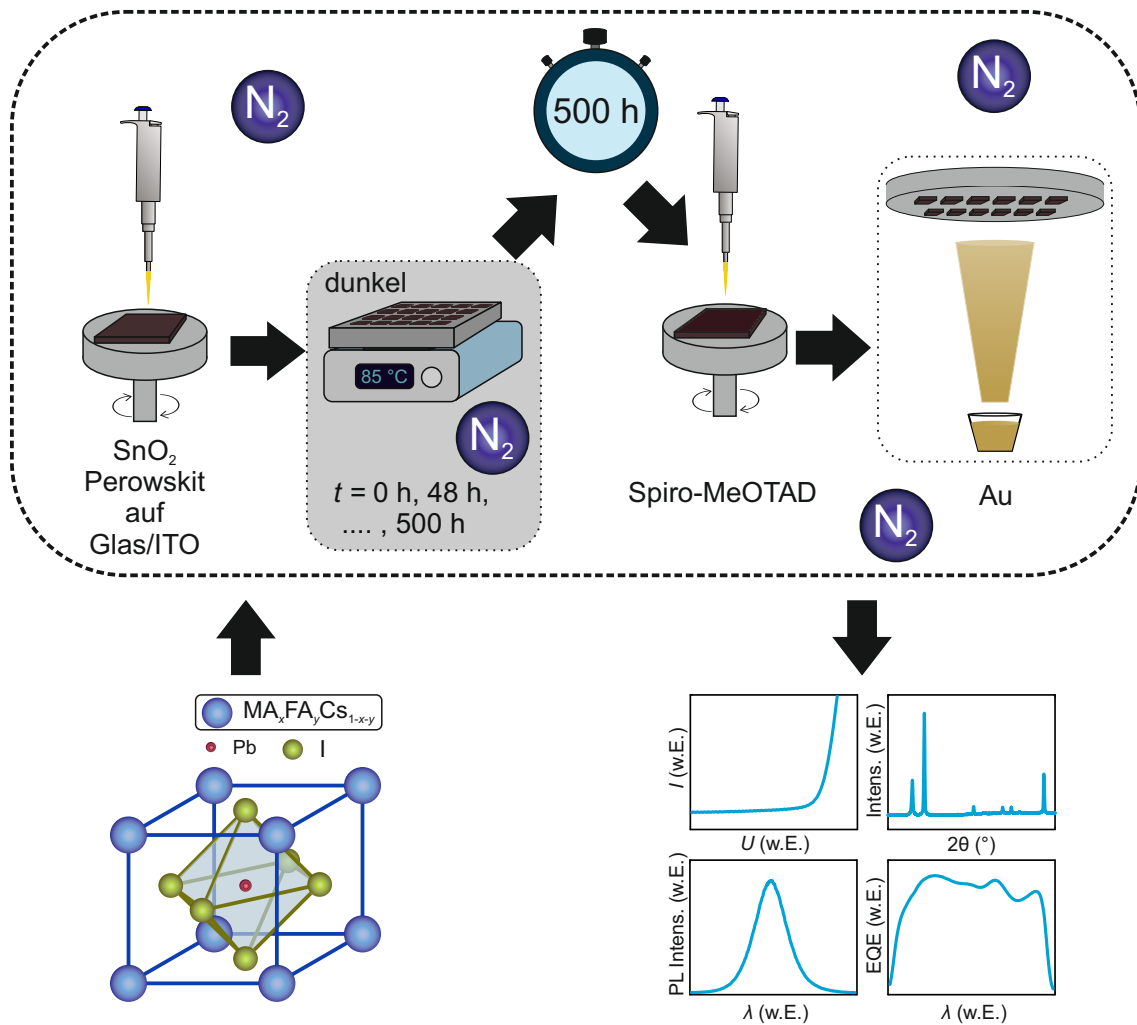 N₂
500 h
N₂
dunkel
85 °C
N₂
SnO₂
Perowskit
auf
Glas/ITO
t = 0 h, 48 h,
.... , 500 h
Spiro-MeOTAD
N₂
Au
MAₓFAᵧCs₁₋ₓ₋ᵧ
Pb
I
I (w.E.)
U (w.E.)
Intens. (w.E.)
2θ (°)
PL Intens. (w.E.)
λ (w.E.)
EQE (w.E.)
λ (w.E.)